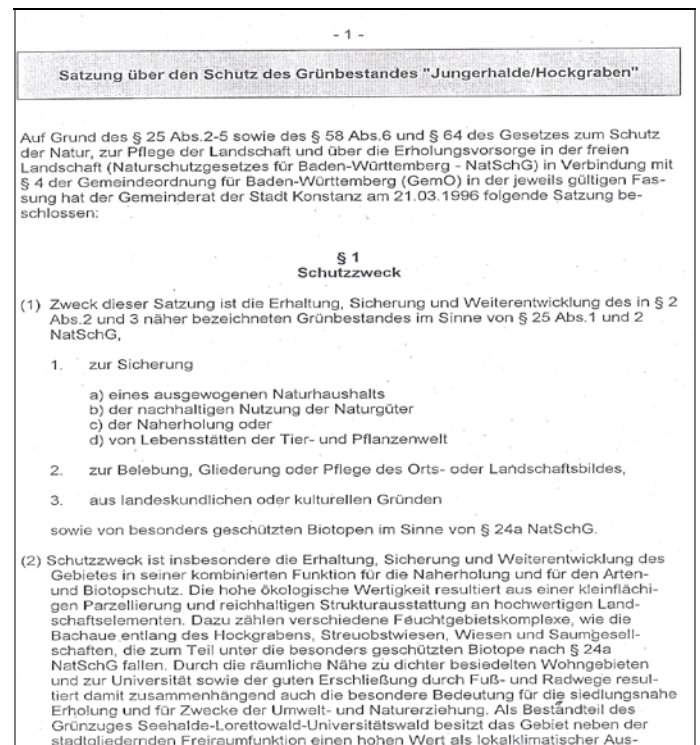 - 1 -
Satzung über den Schutz des Grünbestandes "Jungerhalde/Hockgraben"
Auf Grund des § 25 Abs.2-5 sowie des § 58 Abs.6 und § 64 des Gesetzes zum Schutz
der Natur, zur Pflege der Landschaft und über die Erholungsvorsorge in der freien
Landschaft (Naturschutzgesetzes für Baden-Württemberg - NatSchG) in Verbindung mit
§ 4 der Gemeindeordnung für Baden-Württemberg (GemO) in der jeweils gültigen Fas-
sung hat der Gemeinderat der Stadt Konstanz am 21.03.1996 folgende Satzung be-
schlossen:
§ 1
Schutzzweck
(1) Zweck dieser Satzung ist die Erhaltung, Sicherung und Weiterentwicklung des in § 2
Abs.2 und 3 näher bezeichneten Grünbestandes im Sinne von § 25 Abs.1 und 2
NatSchG,
1. zur Sicherung
a) eines ausgewogenen Naturhaushalts
b) der nachhaltigen Nutzung der Naturgüter
c) der Naherholung oder
d) von Lebensstätten der Tier- und Pflanzenwelt
2. zur Belebung, Gliederung oder Pflege des Orts- oder Landschaftsbildes,
3. aus landeskundlichen oder kulturellen Gründen
sowie von besonders geschützten Biotopen im Sinne von § 24a NatSchG.
(2) Schutzzweck ist insbesondere die Erhaltung, Sicherung und Weiterentwicklung des
Gebietes in seiner kombinierten Funktion für die Naherholung und für den Arten-
und Biotopschutz. Die hohe ökologische Wertigkeit resultiert aus einer kleinflächi-
gen Parzellierung und reichhaltigen Strukturausstattung an hochwertigen Land-
schaftselementen. Dazu zählen verschiedene Feuchtgebietskomplexe, wie die
Bachaue entlang des Hockgrabens, Streuobstwiesen, Wiesen und Saumgesell-
schaften, die zum Teil unter die besonders geschützten Biotope nach § 24a
NatSchG fallen. Durch die räumliche Nähe zu dichter besiedelten Wohngebieten
und zur Universität sowie der guten Erschließung durch Fuß- und Radwege resul-
tiert damit zusammenhängend auch die besondere Bedeutung für die siedlungsnahe
Erholung und für Zwecke der Umwelt- und Naturerziehung. Als Bestandteil des
Grünzuges Seehalde-Lorettowald-Universitätswald besitzt das Gebiet neben der
stadtgliedernden Freiraumfunktion einen hohen Wert als lokalklimatischer Aus-